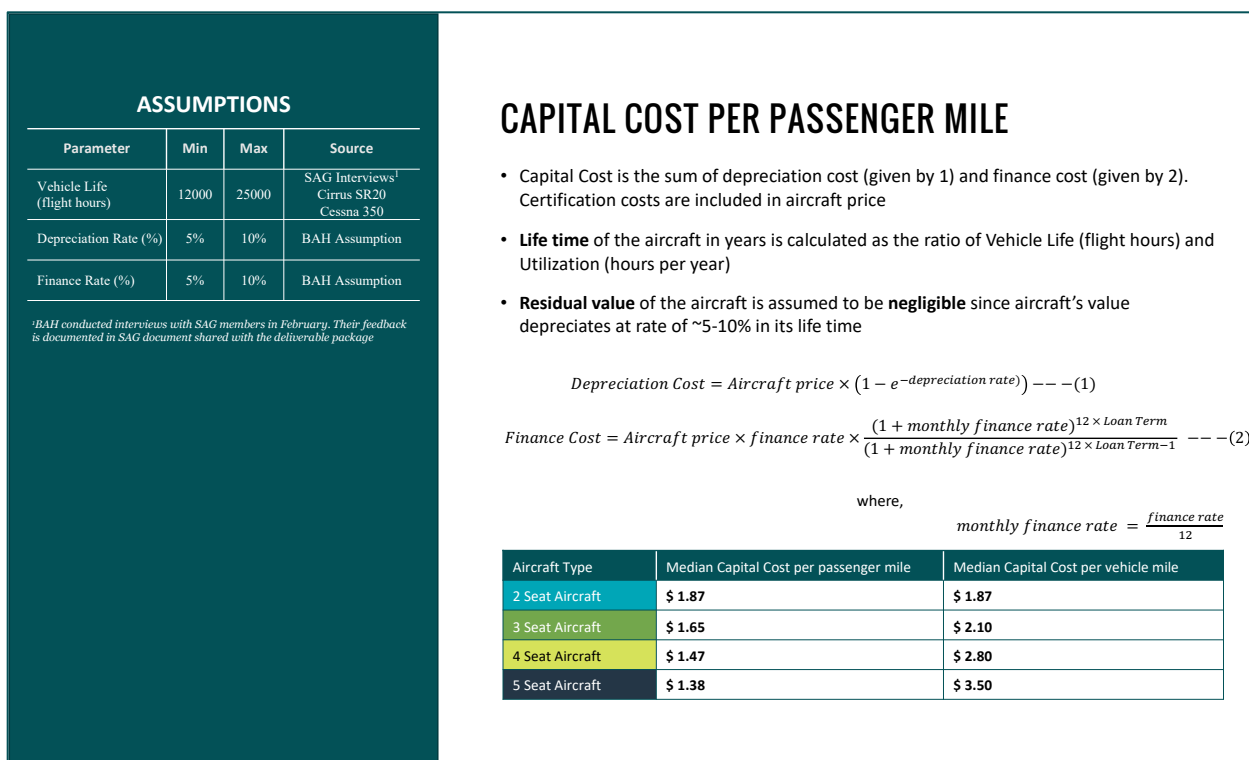 ASSUMPTIONS
Parameter Min Max Source
Vehicle Life
(flight hours)
12000 25000
SAG Interviews¹
Cirrus SR20
Cessna 350
Depreciation Rate (%) 5% 10% BAH Assumption
Finance Rate (%) 5% 10% BAH Assumption
¹BAH conducted interviews with SAG members in February. Their feedback
is documented in SAG document shared with the deliverable package
CAPITAL COST PER PASSENGER MILE
• Capital Cost is the sum of depreciation cost (given by 1) and finance cost (given by 2).
Certification costs are included in aircraft price
• Life time of the aircraft in years is calculated as the ratio of Vehicle Life (flight hours) and
Utilization (hours per year)
• Residual value of the aircraft is assumed to be negligible since aircraft's value
depreciates at rate of ~5-10% in its life time
Depreciation Cost = Aircraft price × (1 − e^{−depreciation rate)}) −− −(1)
Finance Cost = Aircraft price × finance rate × (1 + monthly finance rate)^{12 × Loan Term} / (1 + monthly finance rate)^{12 × Loan Term−1} −− −(2)
where,
monthly finance rate = finance rate / 12
Aircraft Type Median Capital Cost per passenger mile Median Capital Cost per vehicle mile
2 Seat Aircraft $ 1.87 $ 1.87
3 Seat Aircraft $ 1.65 $ 2.10
4 Seat Aircraft $ 1.47 $ 2.80
5 Seat Aircraft $ 1.38 $ 3.50